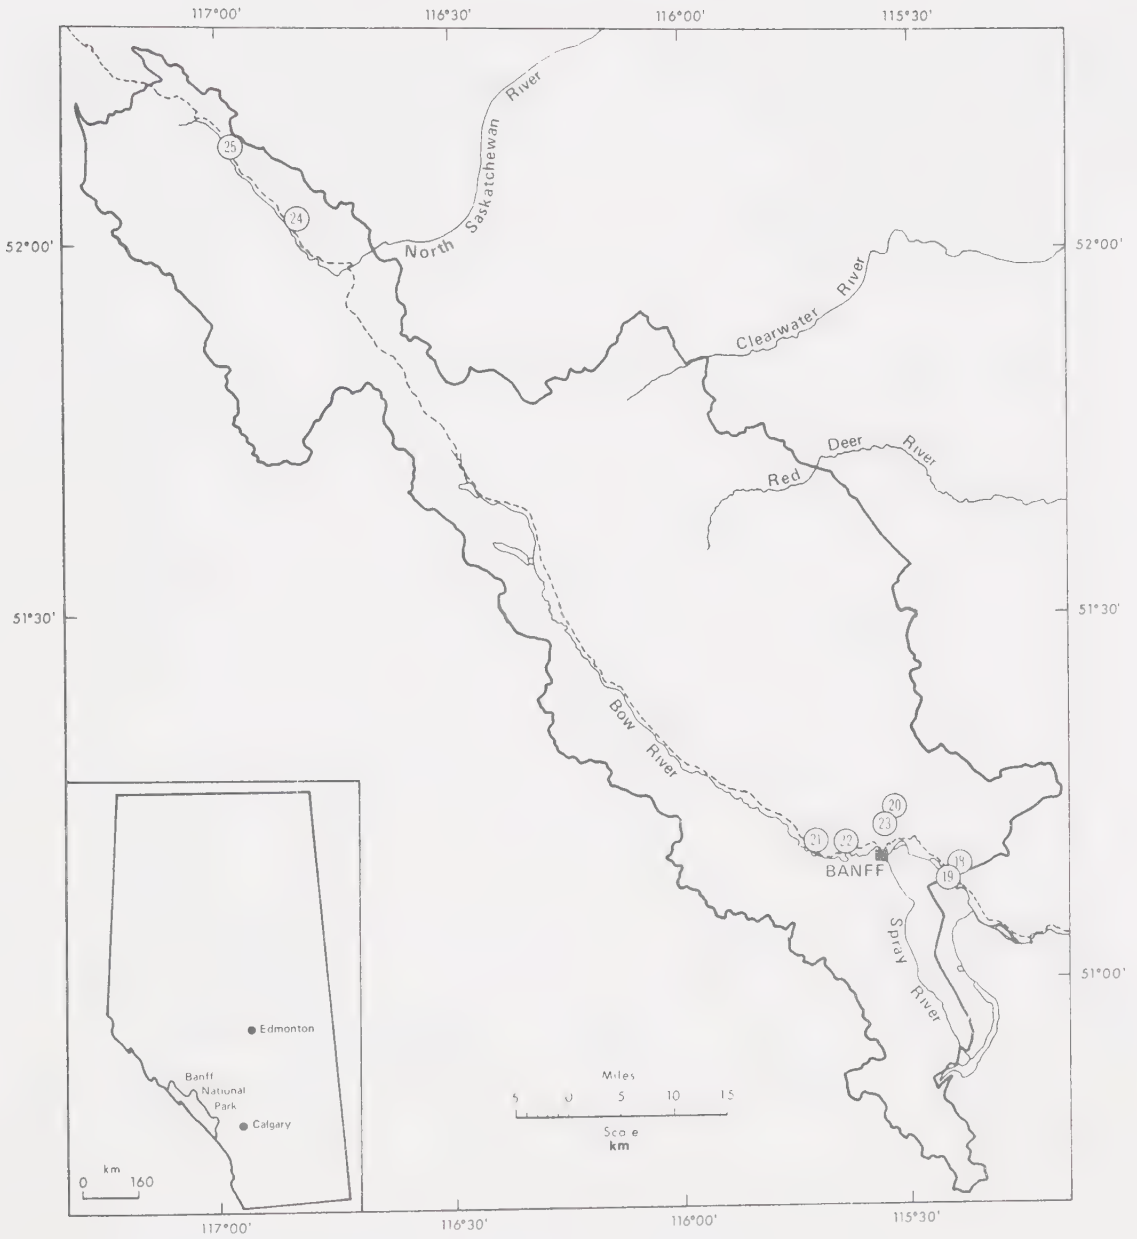 117°00'
116°30'
116°00'
115°30'
North Saskatchewan River
25
24
52°00'
52°00'
Clearwater River
Red Deer River
51°30'
51°30'
Bow River
20
23
21
22
19
19
BANFF
Spray River
51°00'
Edmonton
Banff
National
Park
Calgary
km
0 160
Miles
5 0 5 10 15
Scale
km
117°00'
116°30'
116°00'
115°30'